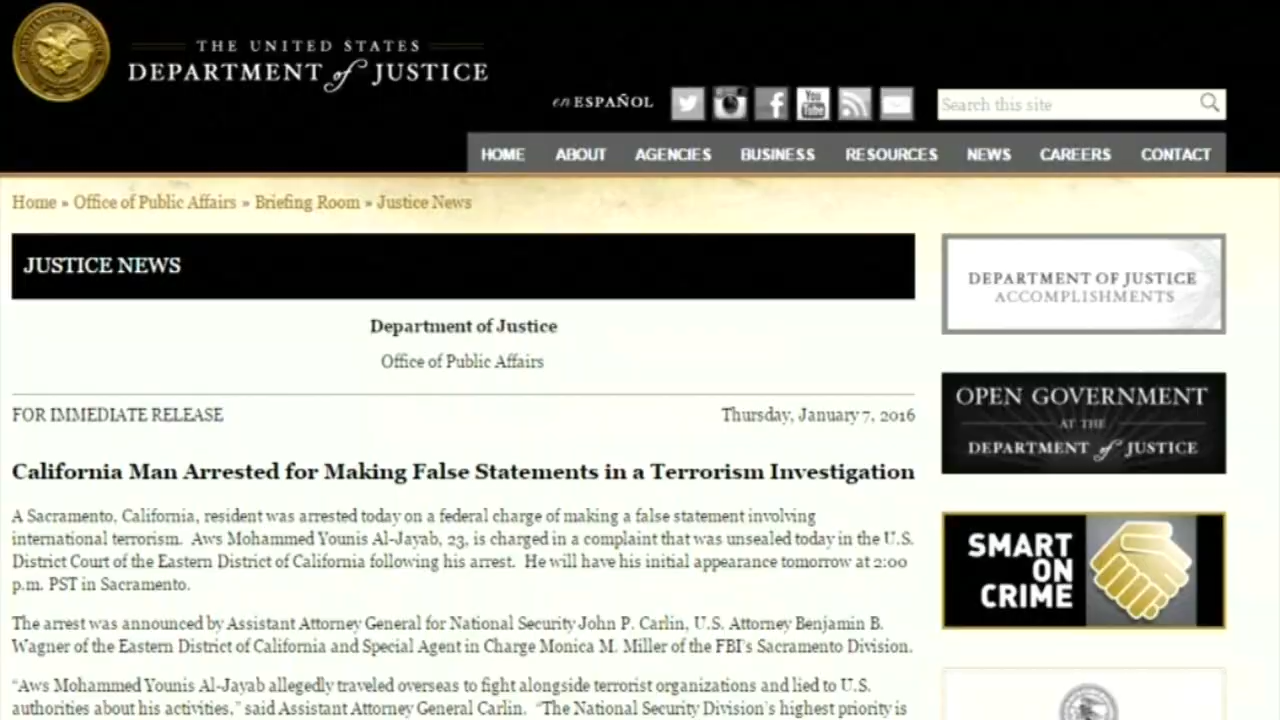 THE UNITED STATES
DEPARTMENT of JUSTICE
en ESPAÑOL
You
Tube
Search this site
HOME ABOUT AGENCIES BUSINESS RESOURCES NEWS CAREERS CONTACT
Home » Office of Public Affairs » Briefing Room » Justice News
JUSTICE NEWS
Department of Justice
Office of Public Affairs
FOR IMMEDIATE RELEASE Thursday, January 7, 2016
California Man Arrested for Making False Statements in a Terrorism Investigation
A Sacramento, California, resident was arrested today on a federal charge of making a false statement involving
international terrorism. Aws Mohammed Younis Al-Jayab, 23, is charged in a complaint that was unsealed today in the U.S.
District Court of the Eastern District of California following his arrest. He will have his initial appearance tomorrow at 2:00
p.m. PST in Sacramento.
The arrest was announced by Assistant Attorney General for National Security John P. Carlin, U.S. Attorney Benjamin B.
Wagner of the Eastern District of California and Special Agent in Charge Monica M. Miller of the FBI's Sacramento Division.
“Aws Mohammed Younis Al-Jayab allegedly traveled overseas to fight alongside terrorist organizations and lied to U.S.
authorities about his activities,” said Assistant Attorney General Carlin. “The National Security Division's highest priority is
DEPARTMENT OF JUSTICE
ACCOMPLISHMENTS
OPEN GOVERNMENT
AT THE
DEPARTMENT of JUSTICE
SMART
ON
CRIME